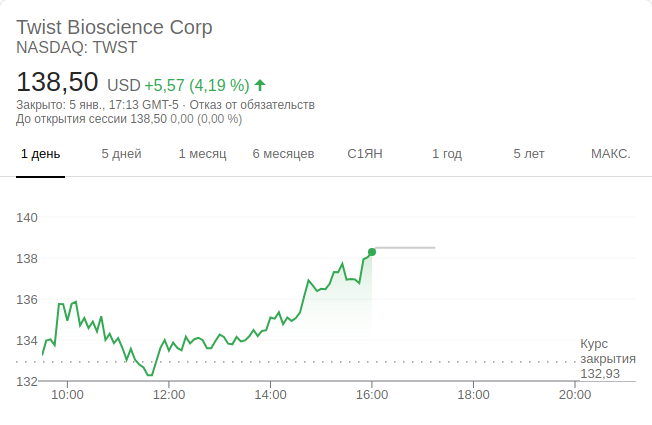 Twist Bioscience Corp
NASDAQ: TWST
138,50 USD +5,57 (4,19 %)
Закрыто: 5 янв., 17:13 GMT-5 · Отказ от обязательств
До открытия сессии 138,50 0,00 (0,00 %)
1 день 5 дней 1 месяц 6 месяцев С1ЯН 1 год 5 лет МАКС.
140
138
136
134
Курс
закрытия
132,93
132
10:00 12:00 14:00 16:00 18:00 20:00